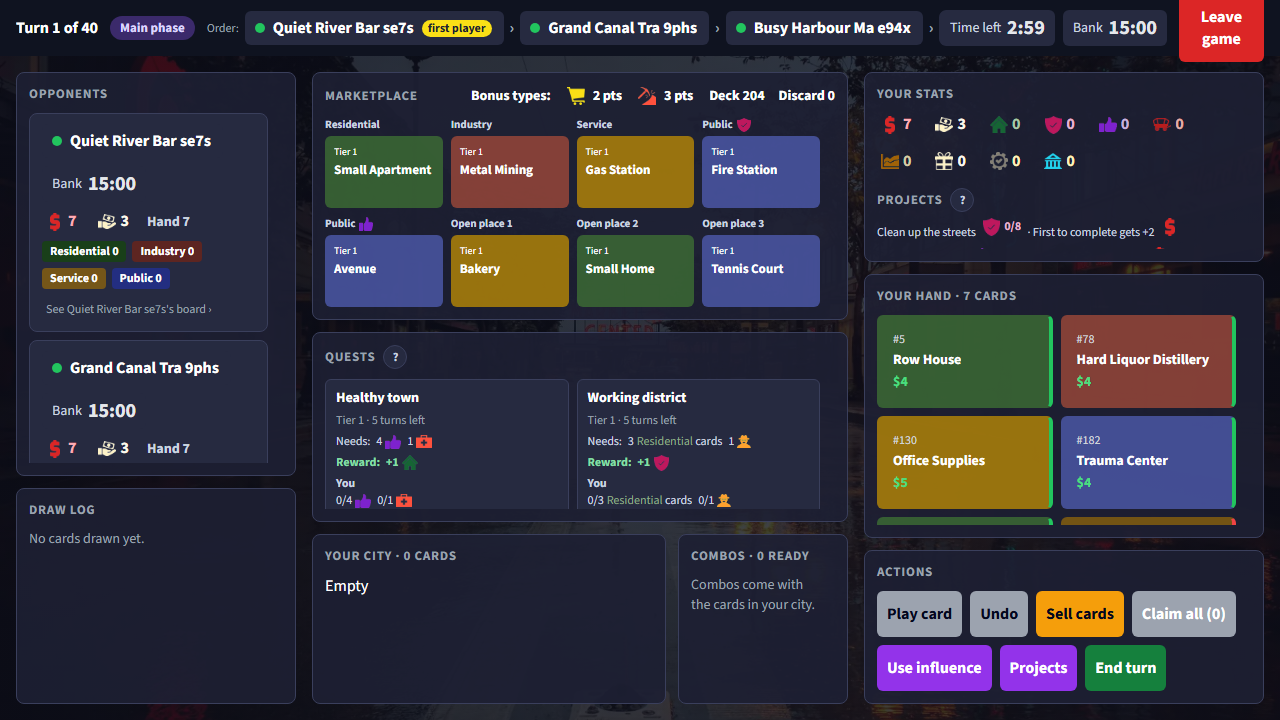 Turn 1 of 40 Main phase Order: Quiet River Bar se7s first player › Grand Canal Tra 9phs › Busy Harbour Ma e94x › Time left 2:59 Bank 15:00 Leave game
OPPONENTS
Quiet River Bar se7s
Bank 15:00
7 3 Hand 7
Residential 0 Industry 0
Service 0 Public 0
See Quiet River Bar se7s's board ›
Grand Canal Tra 9phs
Bank 15:00
7 3 Hand 7
DRAW LOG
No cards drawn yet.
MARKETPLACE Bonus types: 2 pts 3 pts Deck 204 Discard 0
Residential Industry Service Public
Tier 1 Tier 1 Tier 1 Tier 1
Small Apartment Metal Mining Gas Station Fire Station
Public Open place 1 Open place 2 Open place 3
Tier 1 Tier 1 Tier 1 Tier 1
Avenue Bakery Small Home Tennis Court
QUESTS ?
Healthy town
Tier 1 · 5 turns left
Needs: 4 1
Reward: +1
You
0/4 0/1
Working district
Tier 1 · 5 turns left
Needs: 3 Residential cards 1
Reward: +1
You
0/3 Residential cards 0/1
YOUR CITY · 0 CARDS
Empty
COMBOS · 0 READY
Combos come with
the cards in your city.
YOUR STATS
7 3 0 0 0 0
0 0 0 0
PROJECTS ?
Clean up the streets 0/8 · First to complete gets +2
YOUR HAND · 7 CARDS
#5
Row House
$4
#78
Hard Liquor Distillery
$4
#130
Office Supplies
$5
#182
Trauma Center
$4
ACTIONS
Play card Undo Sell cards Claim all (0)
Use influence Projects End turn